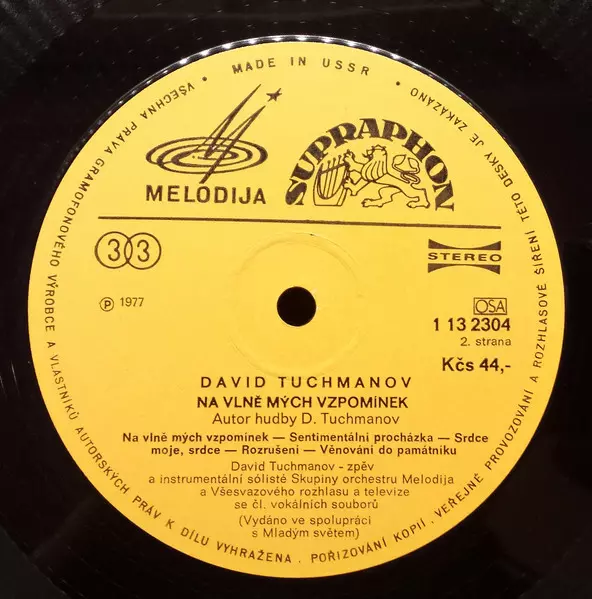 MADE IN USSR
• VŠECHNA PRÁVA GRAMOFONOVÉHO VÝROBCE A VLASTNÍKŮ AUTORSKÝCH PRÁV K DÍLU VYHRAŽENA. POŘIZOVÁNÍ KOPIÍ. VEŘEJNÉ PROVOZOVÁNÍ A ROZHLASOVÉ ŠÍŘENÍ TÉTO DESKY JE ZAKÁZÁNO •
MELODIJA
SUPRAPHON
33
STEREO
℗ 1977
OSA
1 13 2304
2. strana
Kčs 44,-
DAVID TUCHMANOV
NA VLNĚ MÝCH VZPOMÍNEK
Autor hudby D. Tuchmanov
Na vlně mých vzpomínek — Sentimentální procházka — Srdce
moje, srdce — Rozrušení — Věnování do památníku
David Tuchmanov - zpěv
a instrumentální sólisté Skupiny orchestru Melodija
a Všesvazového rozhlasu a televize
se čl. vokálních souborů
(Vydáno ve spolupráci
s Mladým světem)